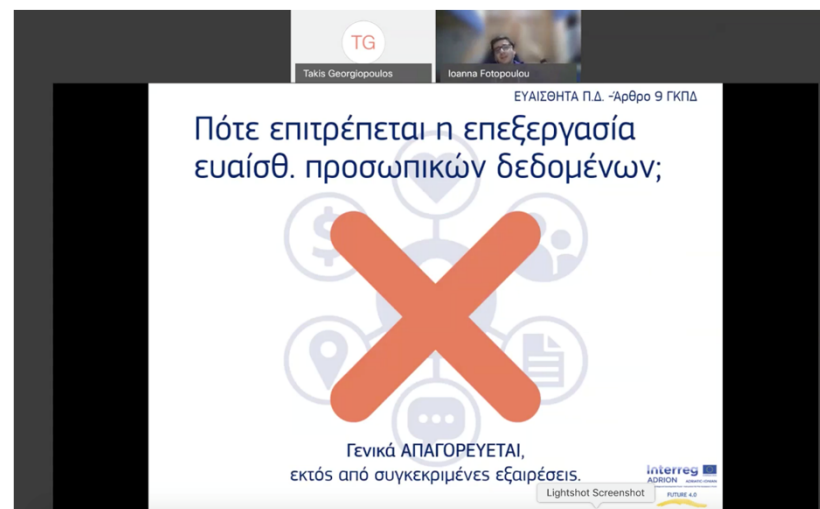 TG
Takis Georgiopoulos
Ioanna Fotopoulou
ΕΥΑΙΣΘΗΤΑ Π.Δ. -Άρθρο 9 ΓΚΠΔ
Πότε επιτρέπεται η επεξεργασία
ευαίσθ. προσωπικών δεδομένων;
Γενικά ΑΠΑΓΟΡΕΥΕΤΑΙ,
εκτός από συγκεκριμένες εξαιρέσεις.
Interreg
ADRION
FUTURE 4.0
Lightshot Screenshot